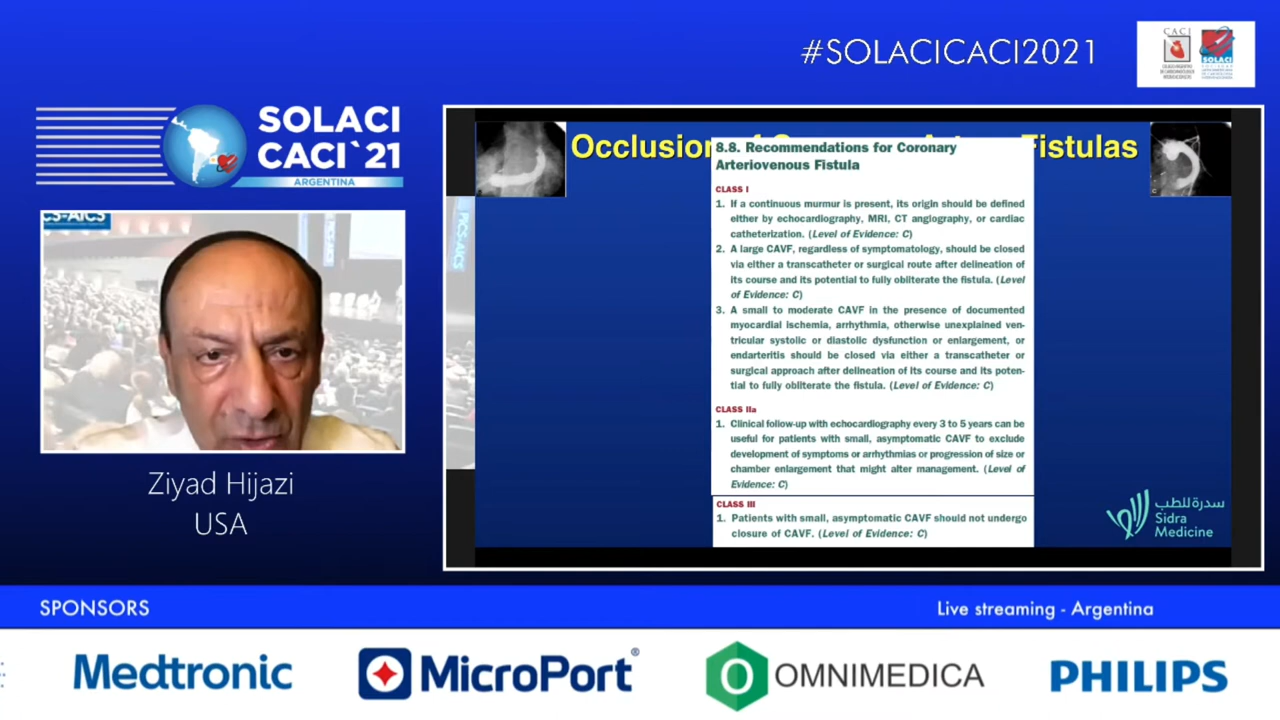 #SOLACICACI2021
CACI
SOLACI
SOLACI
CACI`21
ARGENTINA
Ziyad Hijazi
USA
8.8. Recommendations for Coronary
Arteriovenous Fistula
CLASS I
1. If a continuous murmur is present, its origin should be defined
either by echocardiography, MRI, CT angiography, or cardiac
catheterization. (Level of Evidence: C)
2. A large CAVF, regardless of symptomatology, should be closed
via either a transcatheter or surgical route after delineation of
its course and its potential to fully obliterate the fistula. (Level
of Evidence: C)
3. A small to moderate CAVF in the presence of documented
myocardial ischemia, arrhythmia, otherwise unexplained ven-
tricular systolic or diastolic dysfunction or enlargement, or
endarteritis should be closed via either a transcatheter or
surgical approach after delineation of its course and its poten-
tial to fully obliterate the fistula. (Level of Evidence: C)
CLASS IIa
1. Clinical follow-up with echocardiography every 3 to 5 years can be
useful for patients with small, asymptomatic CAVF to exclude
development of symptoms or arrhythmias or progression of size or
chamber enlargement that might alter management. (Level of
Evidence: C)
CLASS III
1. Patients with small, asymptomatic CAVF should not undergo
closure of CAVF. (Level of Evidence: C)
سدرة للطب
Sidra
Medicine
SPONSORS
Live streaming - Argentina
Medtronic
MicroPort®
OMNIMEDICA
PHILIPS